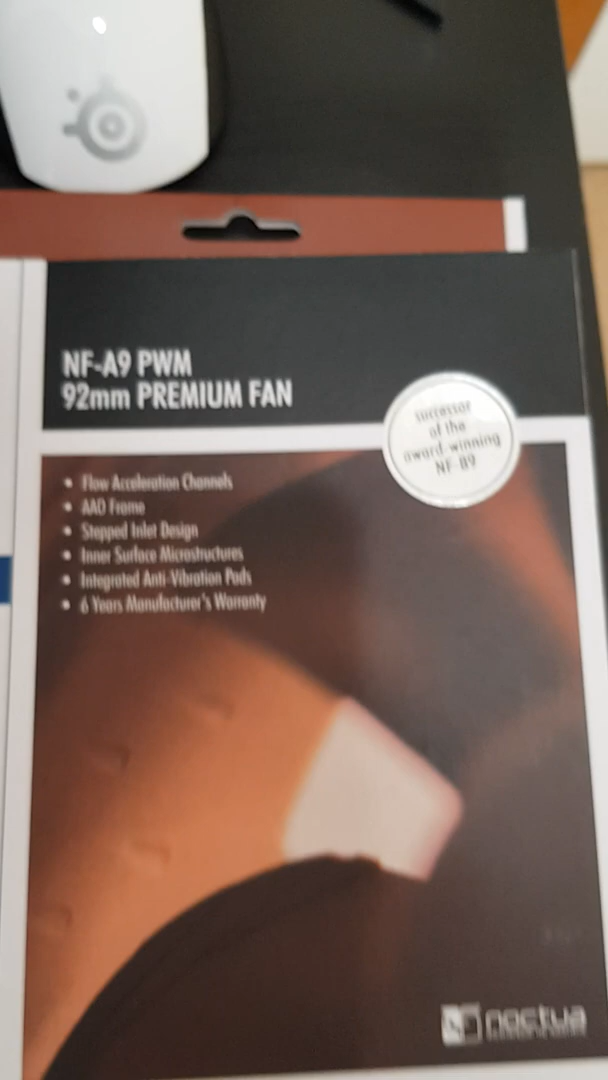 NF-A9 PWM
92mm PREMIUM FAN
successor
of the
award-winning
NF-B9
• Flow Acceleration Channels
• AAO Frame
• Stepped Inlet Design
• Inner Surface Microstructures
• Integrated Anti-Vibration Pads
• 6 Years Manufacturer's Warranty
noctua